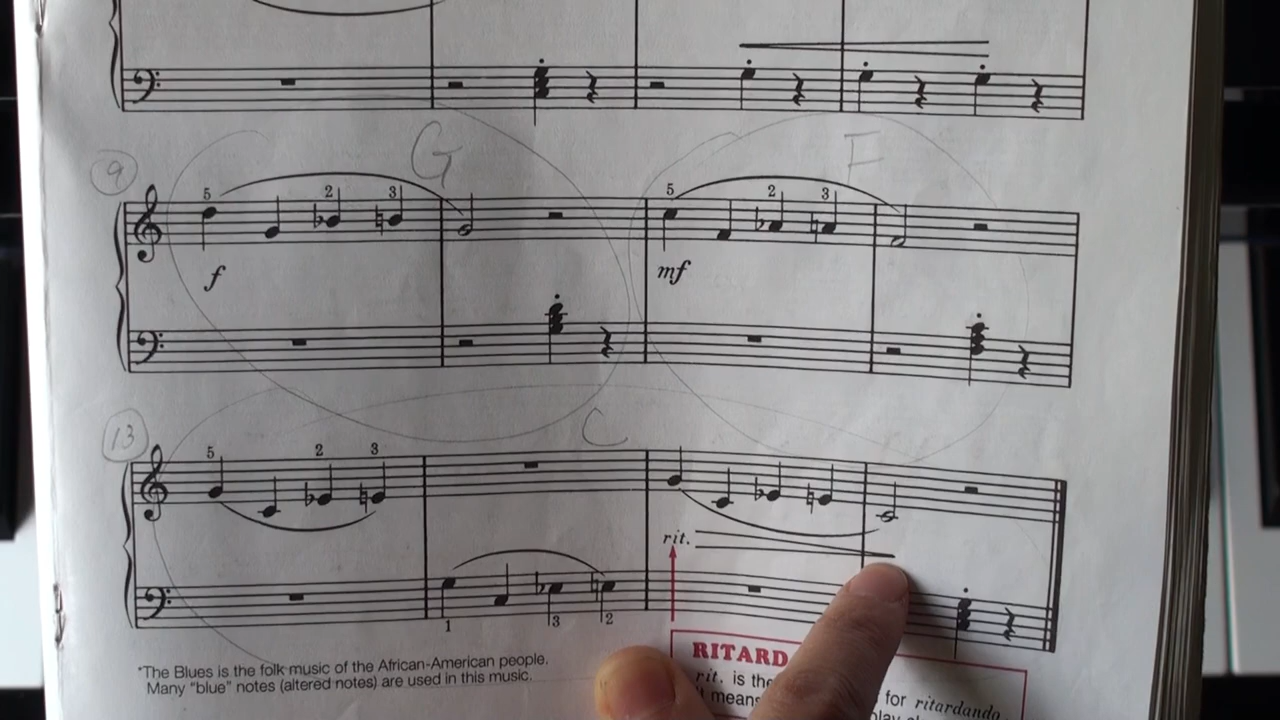 9
G
F
5 2 3
5 2 3
f
mf
13
C
5 2 3
rit.
1 3 2
*The Blues is the folk music of the African-American people.
Many "blue" notes (altered notes) are used in this music.
RITARD
rit. is the for ritardando
t means